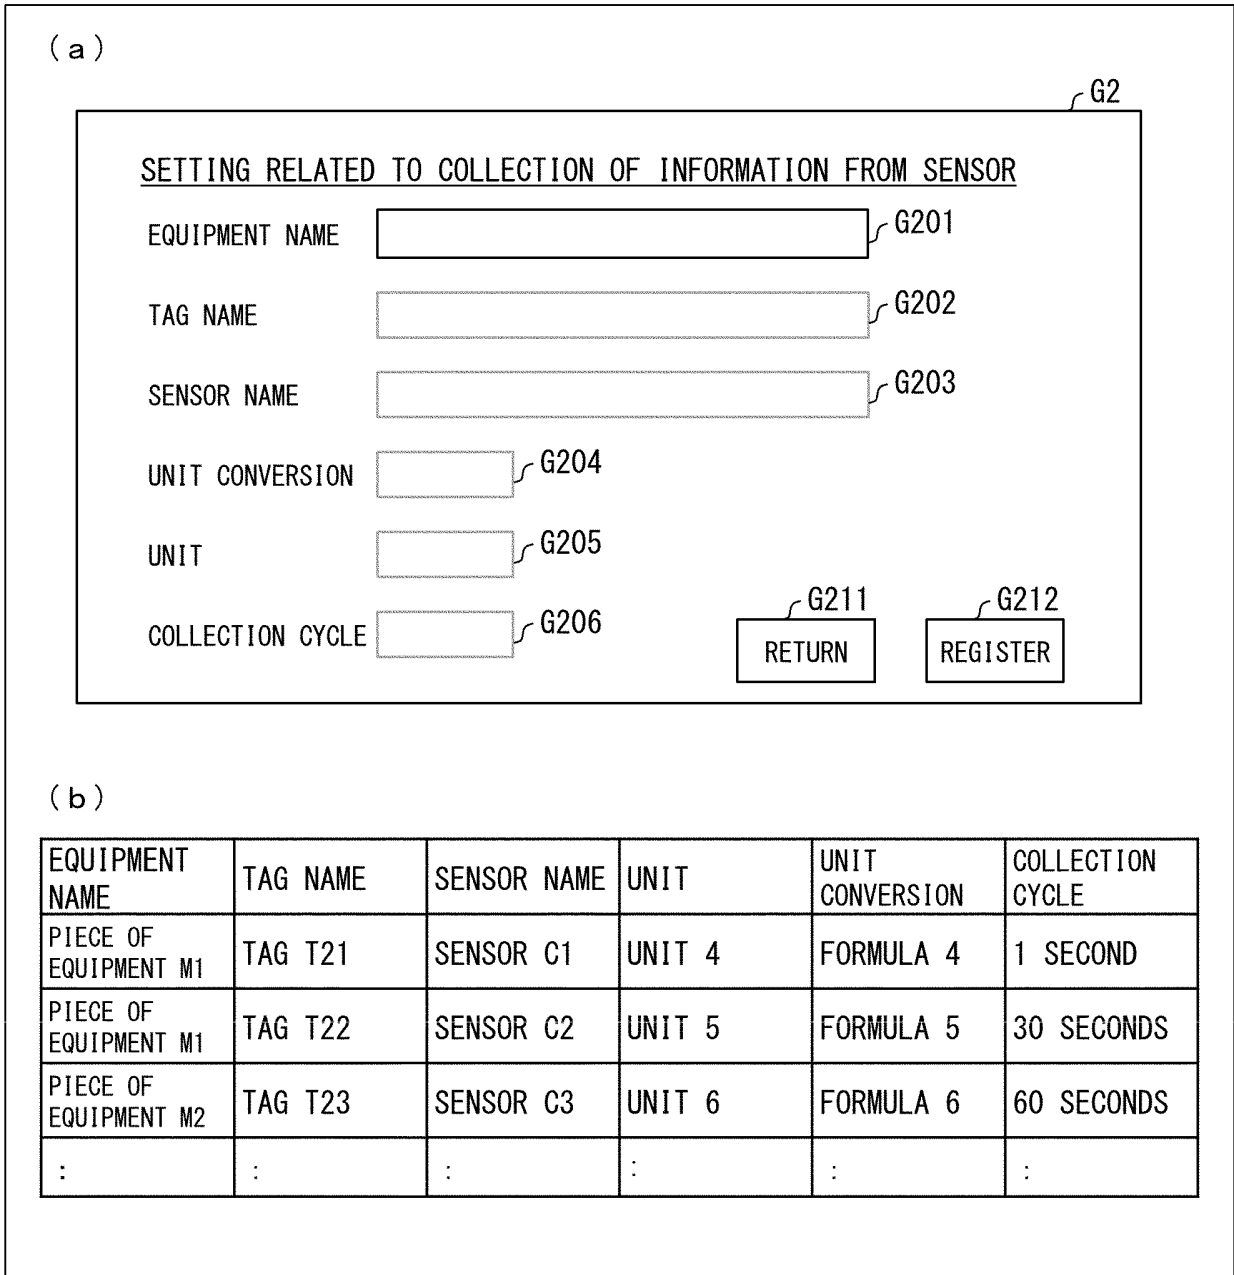 (a)
G2
SETTING RELATED TO COLLECTION OF INFORMATION FROM SENSOR
EQUIPMENT NAME
G201
TAG NAME
G202
SENSOR NAME
G203
UNIT CONVERSION
G204
UNIT
G205
COLLECTION CYCLE
G206
G211
G212
RETURN
REGISTER
(b)
EQUIPMENT
NAME
TAG NAME
SENSOR NAME
UNIT
UNIT
CONVERSION
COLLECTION
CYCLE
PIECE OF
EQUIPMENT M1
TAG T21
SENSOR C1
UNIT 4
FORMULA 4
1 SECOND
PIECE OF
EQUIPMENT M1
TAG T22
SENSOR C2
UNIT 5
FORMULA 5
30 SECONDS
PIECE OF
EQUIPMENT M2
TAG T23
SENSOR C3
UNIT 6
FORMULA 6
60 SECONDS
: : : : : :